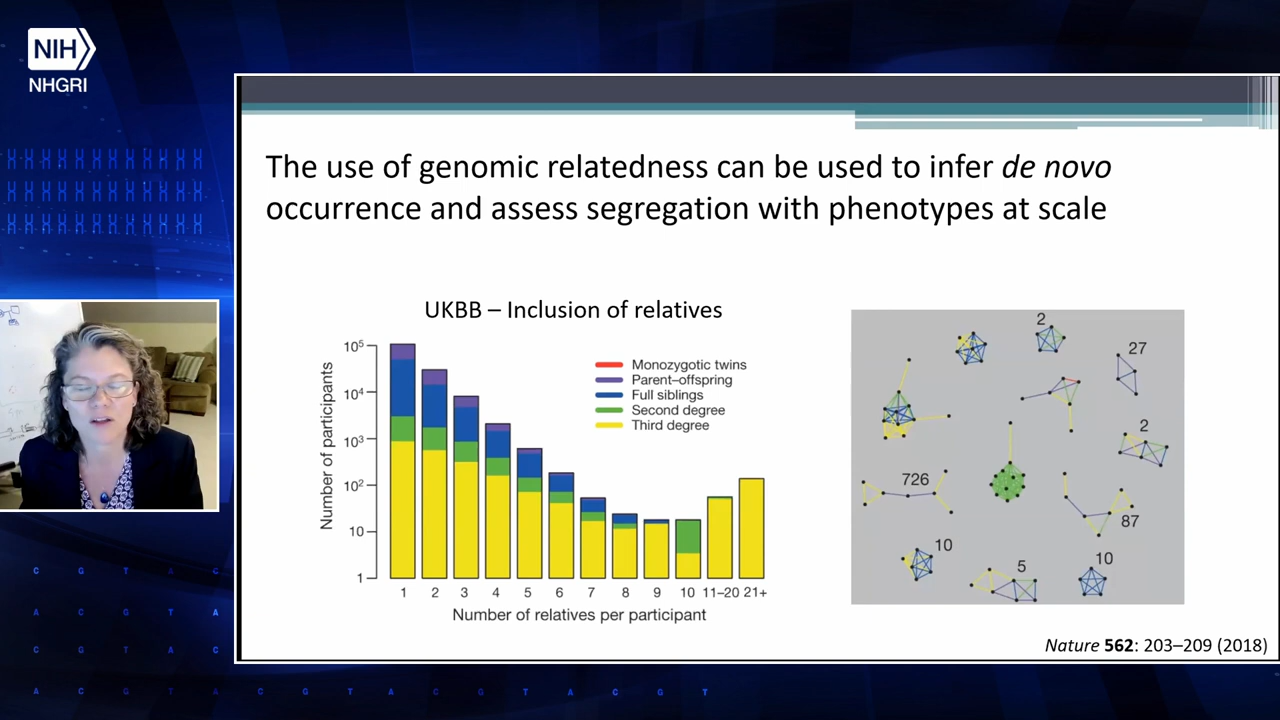 NIH
NHGRI
The use of genomic relatedness can be used to infer de novo
occurrence and assess segregation with phenotypes at scale
UKBB – Inclusion of relatives
Number of participants
10⁵
10⁴
10³
10²
10
1
Monozygotic twins
Parent–offspring
Full siblings
Second degree
Third degree
1 2 3 4 5 6 7 8 9 10 11–20 21+
Number of relatives per participant
2
27
2
726
87
10
5
10
Nature 562: 203–209 (2018)
C G T A C
A C G T A
C G T A C
A C G T A C G T A C G T A C G T